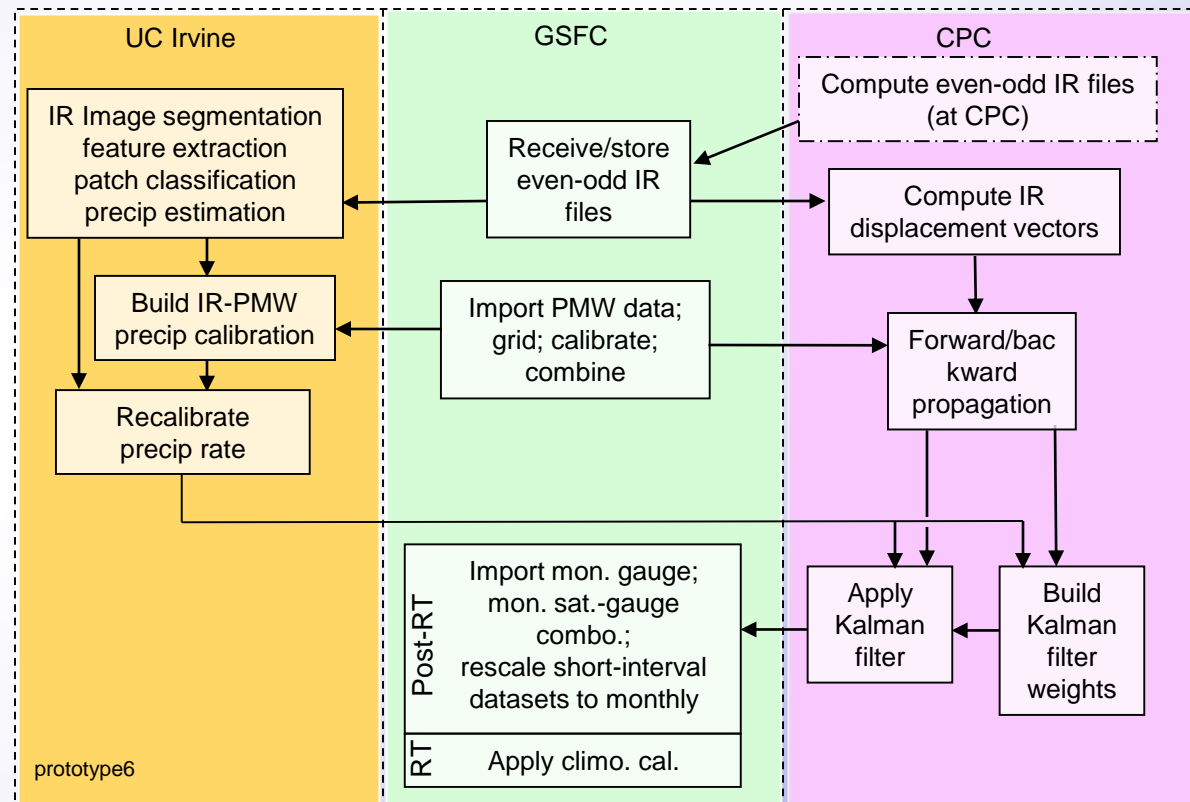 UC Irvine
GSFC
CPC
IR Image segmentation
feature extraction
patch classification
precip estimation
Build IR-PMW
precip calibration
Recalibrate
precip rate
prototype6
Receive/store
even-odd IR
files
Import PMW data;
grid; calibrate;
combine
Post-RT
Import mon. gauge;
mon. sat.-gauge
combo.;
rescale short-interval
datasets to monthly
RT
Apply climo. cal.
Compute even-odd IR files
(at CPC)
Compute IR
displacement vectors
Forward/bac
kward
propagation
Apply
Kalman
filter
Build
Kalman
filter
weights